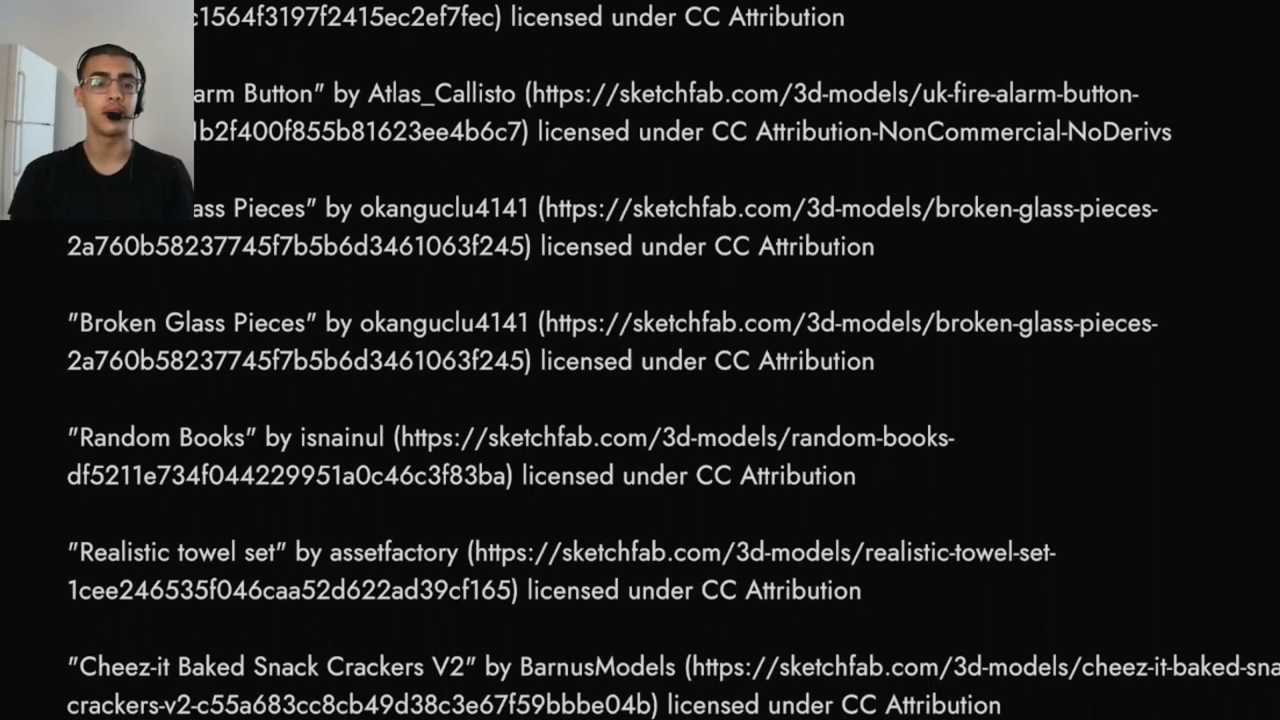 c1564f3197f2415ec2ef7fec) licensed under CC Attribution
arm Button" by Atlas_Callisto (https://sketchfab.com/3d-models/uk-fire-alarm-button-
1b2f400f855b81623ee4b6c7) licensed under CC Attribution-NonCommercial-NoDerivs
ass Pieces" by okanguclu4141 (https://sketchfab.com/3d-models/broken-glass-pieces-
2a760b58237745f7b5b6d3461063f245) licensed under CC Attribution
"Broken Glass Pieces" by okanguclu4141 (https://sketchfab.com/3d-models/broken-glass-pieces-
2a760b58237745f7b5b6d3461063f245) licensed under CC Attribution
"Random Books" by isnainul (https://sketchfab.com/3d-models/random-books-
df5211e734f044229951a0c46c3f83ba) licensed under CC Attribution
"Realistic towel set" by assetfactory (https://sketchfab.com/3d-models/realistic-towel-set-
1cee246535f046caa52d622ad39cf165) licensed under CC Attribution
"Cheez-it Baked Snack Crackers V2" by BarnusModels (https://sketchfab.com/3d-models/cheez-it-baked-sna
crackers-v2-c55a683cc8cb49d38c3e67f59bbbe04b) licensed under CC Attribution